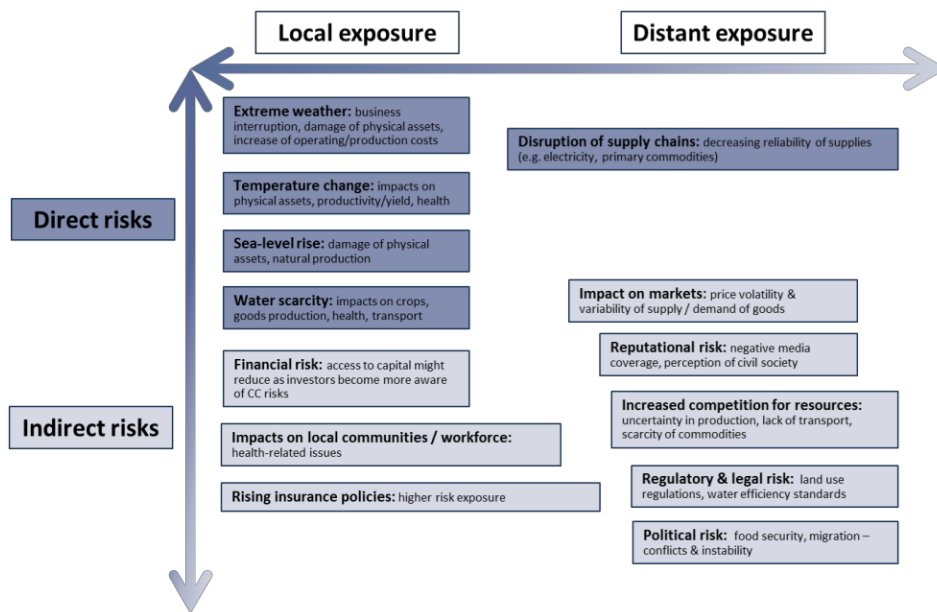 Local exposure
Distant exposure
Direct risks
Indirect risks
Extreme weather: business
interruption, damage of physical assets,
increase of operating/production costs
Temperature change: impacts on
physical assets, productivity/yield, health
Sea-level rise: damage of physical
assets, natural production
Water scarcity: impacts on crops,
goods production, health, transport
Financial risk: access to capital might
reduce as investors become more aware
of CC risks
Impacts on local communities / workforce:
health-related issues
Rising insurance policies: higher risk exposure
Disruption of supply chains: decreasing reliability of supplies
(e.g. electricity, primary commodities)
Impact on markets: price volatility &
variability of supply / demand of goods
Reputational risk: negative media
coverage, perception of civil society
Increased competition for resources:
uncertainty in production, lack of transport,
scarcity of commodities
Regulatory & legal risk: land use
regulations, water efficiency standards
Political risk: food security, migration –
conflicts & instability